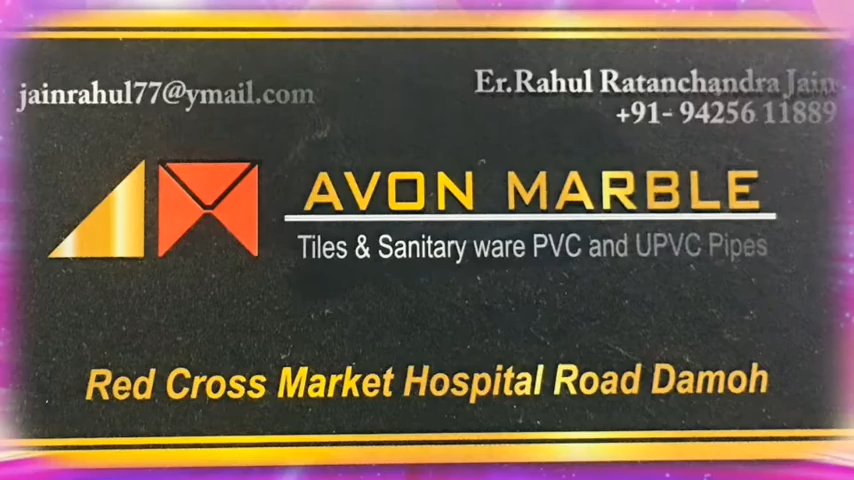 jainrahul77@ymail.com
Er.Rahul Ratanchandra Jain
+91- 94256 11889
AVON MARBLE
Tiles & Sanitary ware PVC and UPVC Pipes
Red Cross Market Hospital Road Damoh